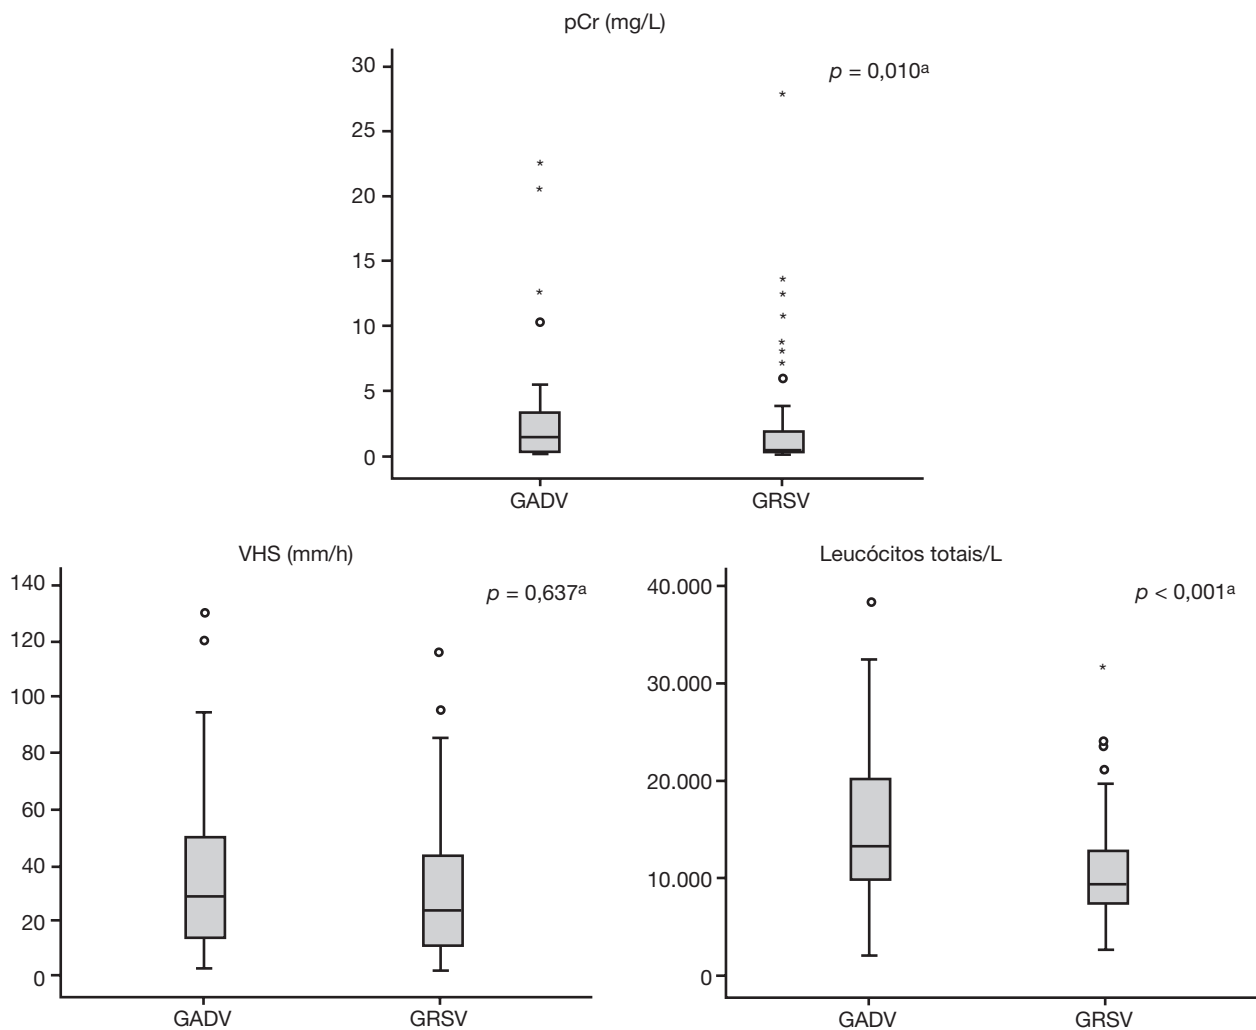 pCr (mg/L)
p = 0,010ᵃ
30
25
20
15
10
5
0
GADV GRSV
VHS (mm/h)
p = 0,637ᵃ
140
120
100
80
60
40
20
0
GADV GRSV
Leucócitos totais/L
p < 0,001ᵃ
40.000
30.000
20.000
10.000
0
GADV GRSV